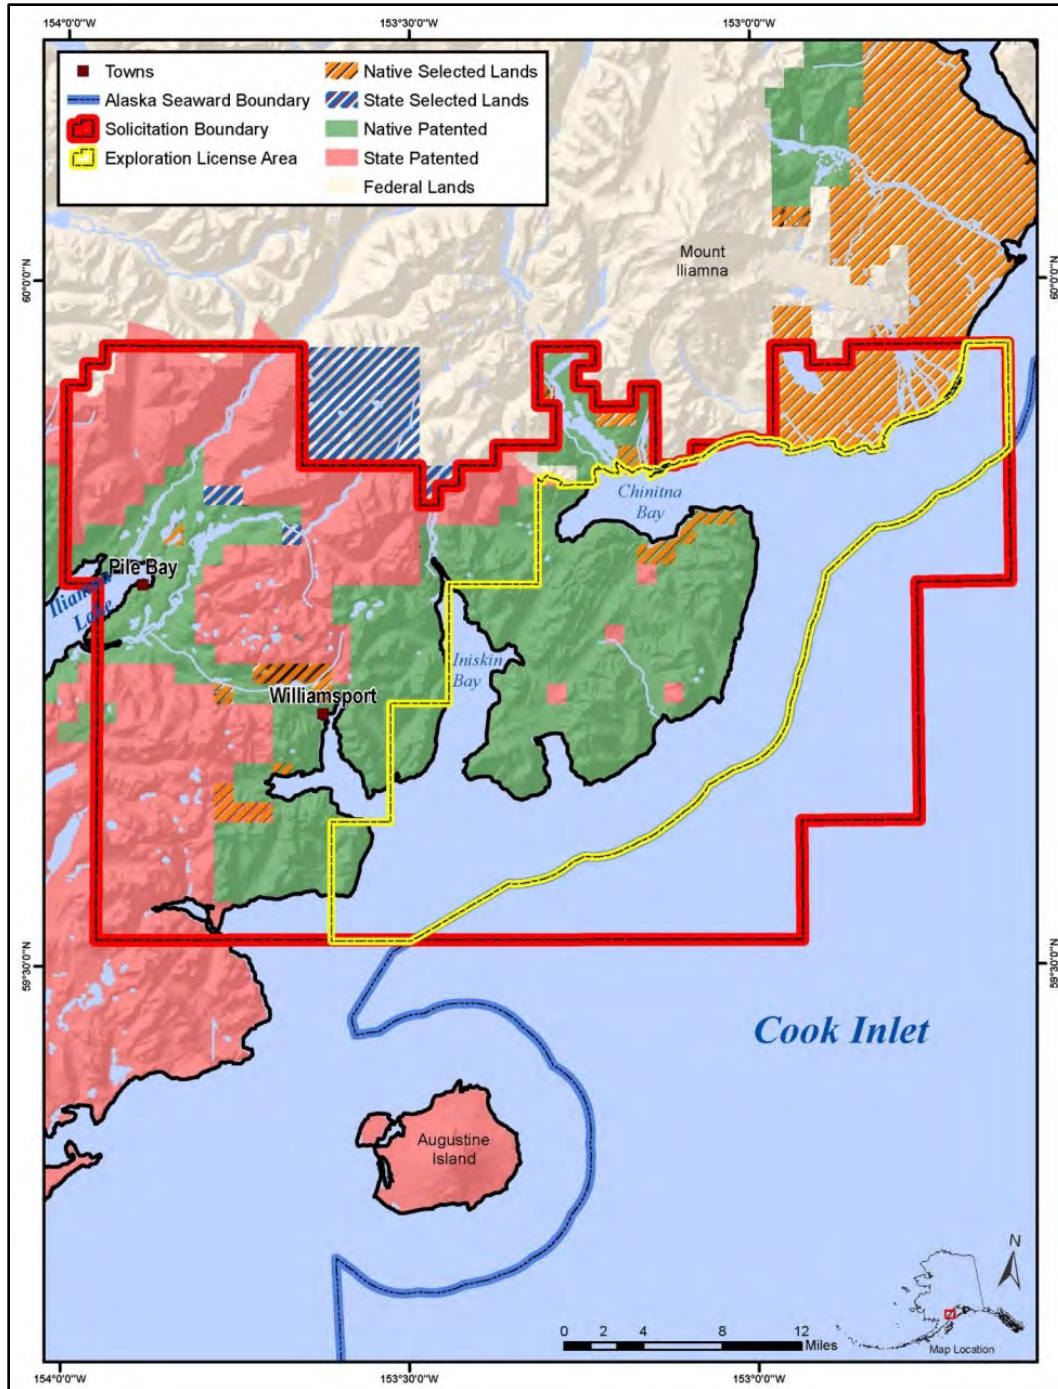 154°0'0"W
153°30'0"W
153°0'0"W
Towns
Alaska Seaward Boundary
Solicitation Boundary
Exploration License Area
Native Selected Lands
State Selected Lands
Native Patented
State Patented
Federal Lands
Mount
Iliamna
60°0'0"N
60°0'0"N
Chinitna
Bay
Pile Bay
Iliamna
Lake
Iniskin
Bay
Williamsport
59°30'0"N
59°30'0"N
Cook Inlet
Augustine
Island
N
0 2 4 8 12
Miles
Map Location
154°0'0"W
153°30'0"W
153°0'0"W